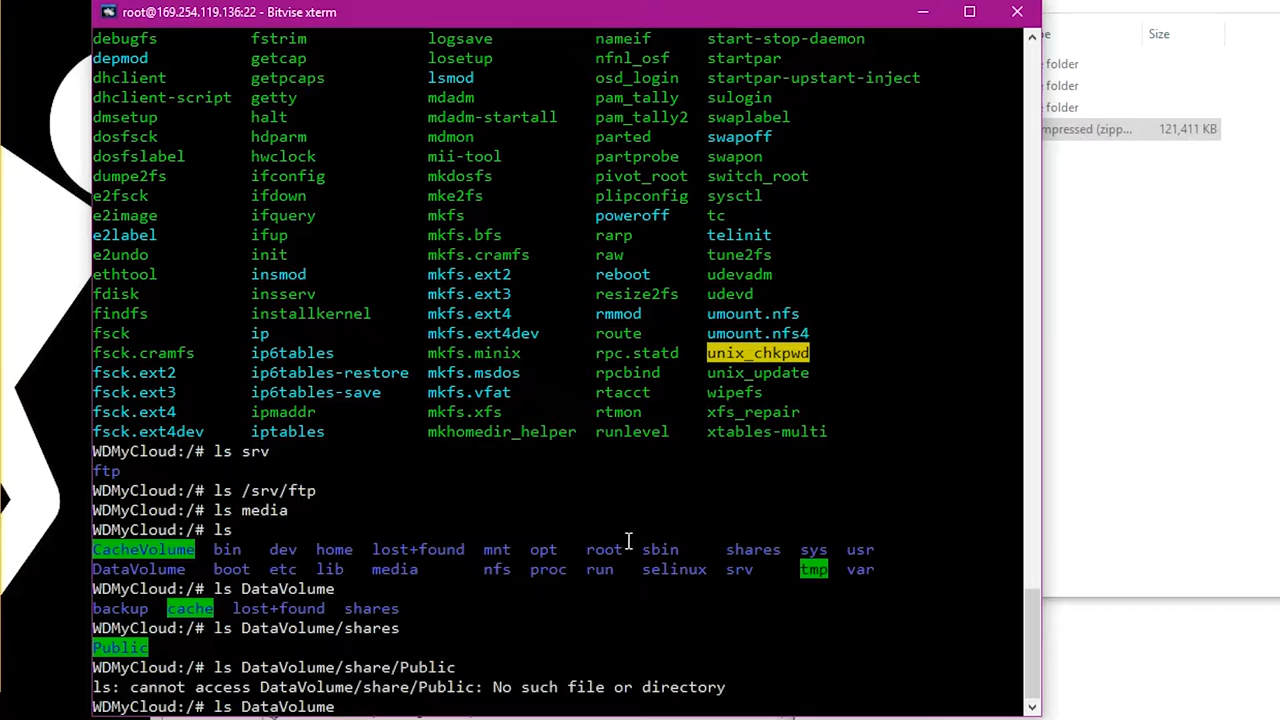 root@169.254.119.136:22 - Bitvise xterm
pe Size
debugfs fstrim logsave nameif start-stop-daemon
e folder
depmod getcap losetup nfnl_osf startpar
dhclient getpcaps lsmod osd_login startpar-upstart-inject
e folder
dhclient-script getty mdadm pam_tally sulogin
e folder
dmsetup halt mdadm-startall pam_tally2 swaplabel
mpressed (zipp... 121,411 KB
dosfsck hdparm mdmon parted swapoff
dosfslabel hwclock mii-tool partprobe swapon
dumpe2fs ifconfig mkdosfs pivot_root switch_root
e2fsck ifdown mke2fs plipconfig sysctl
e2image ifquery mkfs poweroff tc
e2label ifup mkfs.bfs rarp telinit
e2undo init mkfs.cramfs raw tune2fs
ethtool insmod mkfs.ext2 reboot udevadm
fdisk insserv mkfs.ext3 resize2fs udevd
findfs installkernel mkfs.ext4 rmmod umount.nfs
fsck ip mkfs.ext4dev route umount.nfs4
fsck.cramfs ip6tables mkfs.minix rpc.statd unix_chkpwd
fsck.ext2 ip6tables-restore mkfs.msdos rpcbind unix_update
fsck.ext3 ip6tables-save mkfs.vfat rtacct wipefs
fsck.ext4 ipmaddr mkfs.xfs rtmon xfs_repair
fsck.ext4dev iptables mkhomedir_helper runlevel xtables-multi
WDMyCloud:/# ls srv
ftp
WDMyCloud:/# ls /srv/ftp
WDMyCloud:/# ls media
WDMyCloud:/# ls
CacheVolume bin dev home lost+found mnt opt root sbin shares sys usr
DataVolume boot etc lib media nfs proc run selinux srv tmp var
WDMyCloud:/# ls DataVolume
backup cache lost+found shares
WDMyCloud:/# ls DataVolume/shares
Public
WDMyCloud:/# ls DataVolume/share/Public
ls: cannot access DataVolume/share/Public: No such file or directory
WDMyCloud:/# ls DataVolume